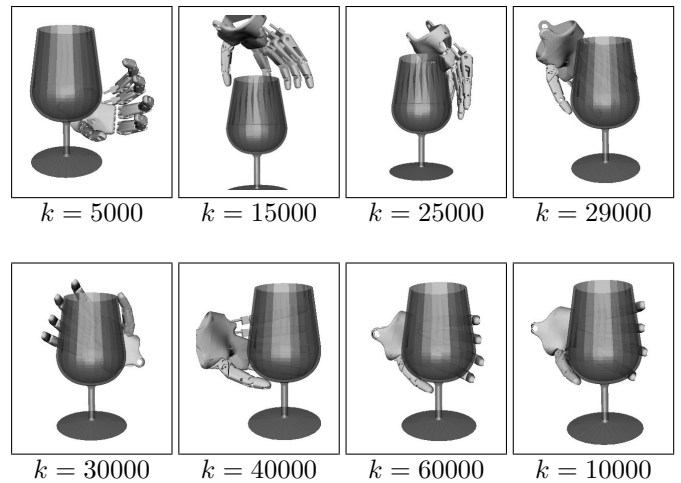 k = 5000 k = 15000 k = 25000 k = 29000
k = 30000 k = 40000 k = 60000 k = 10000